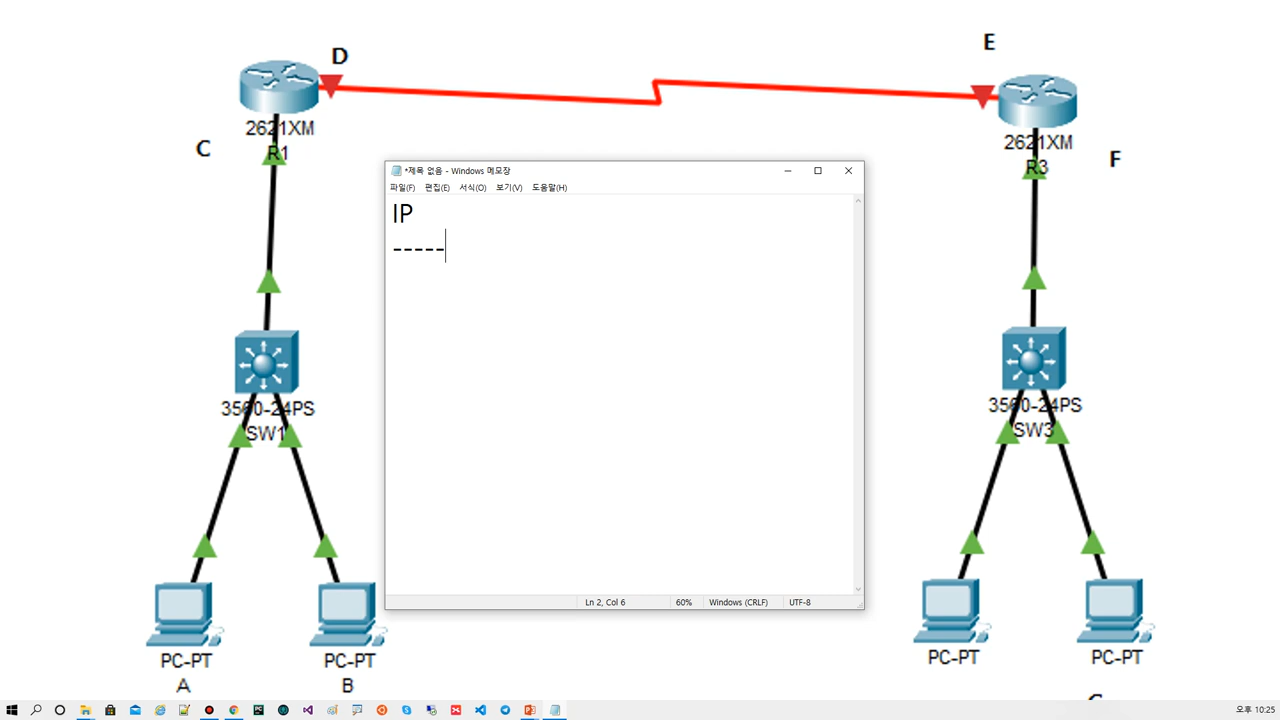 D
E
2621XM
R1
C
2621XM
R3
F
*제목 없음 - Windows 메모장
파일(F) 편집(E) 서식(O) 보기(V) 도움말(H)
IP
-----
3560-24PS
SW1
3560-24PS
SW3
Ln 2, Col 6
60%
Windows (CRLF)
UTF-8
PC-PT
A
PC-PT
B
PC-PT
PC-PT
오후 10:25